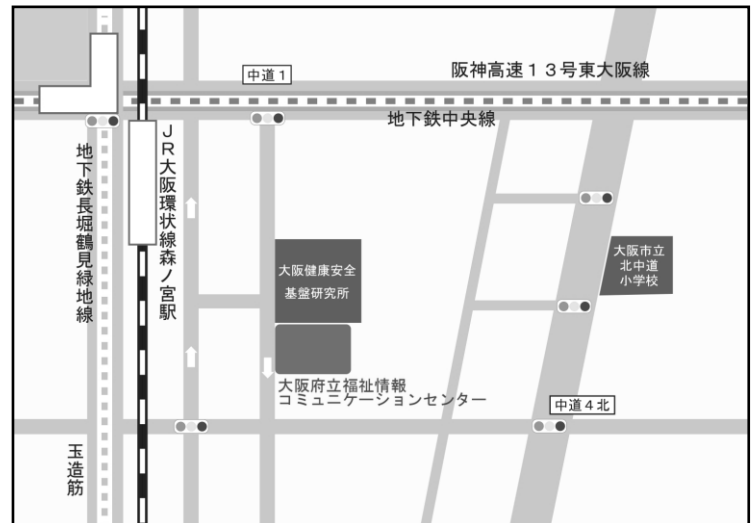 中道1
阪神高速13号東大阪線
地下鉄中央線
地下鉄長堀鶴見緑地線
JR大阪環状線森ノ宮駅
大阪健康安全
基盤研究所
大阪市立
北中道
小学校
大阪府立福祉情報
コミュニケーションセンター
中道4北
玉造筋